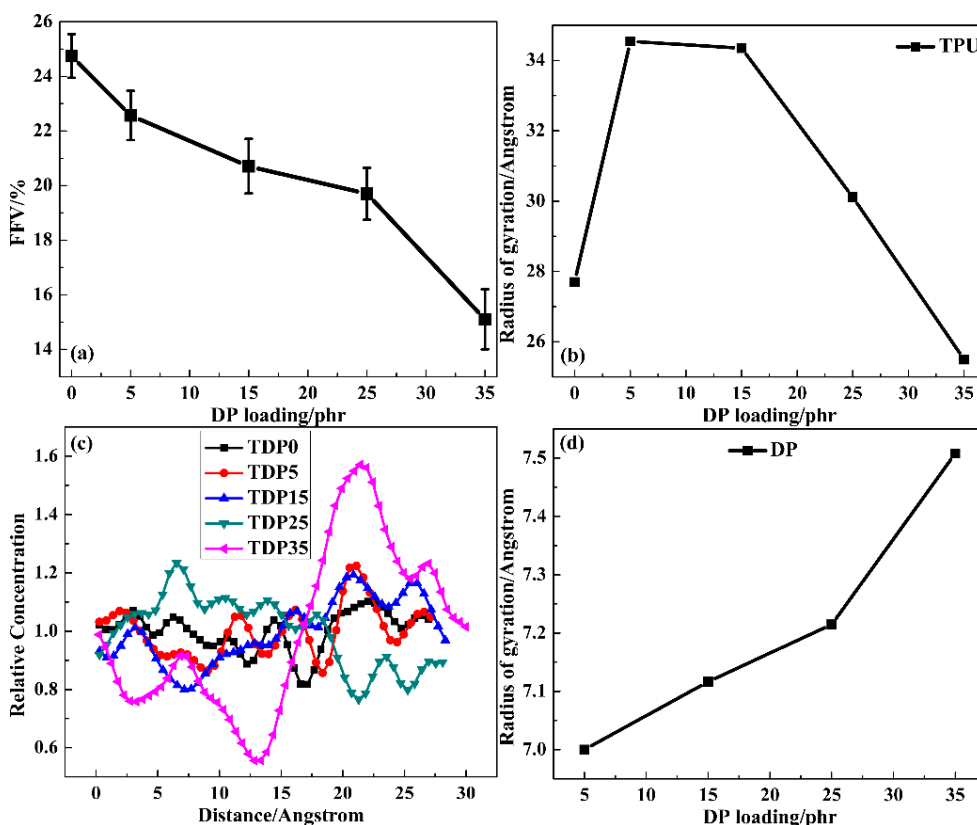 26
24
22
20
18
16
14
FFV/%
(a)
0 5 10 15 20 25 30 35
DP loading/phr
TPU
34
32
30
28
26
Radius of gyration/Angstrom
(b)
0 5 10 15 20 25 30 35
DP loading/phr
(c)
TDP0
TDP5
TDP15
TDP25
TDP35
1.6
1.4
1.2
1.0
0.8
0.6
Relative Concentration
0 5 10 15 20 25 30
Distance/Angstrom
(d)
DP
7.5
7.4
7.3
7.2
7.1
7.0
Radius of gyration/Angstrom
5 10 15 20 25 30 35
DP loading/phr